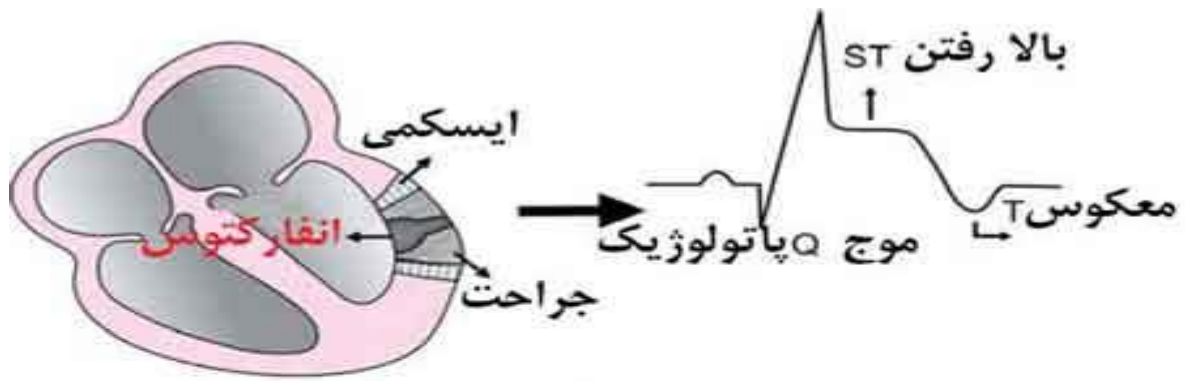 بالا رفتن ST
ایسکمی
معکوس T
انفارکتوس
موج Q پاتولوژیک
جراحت